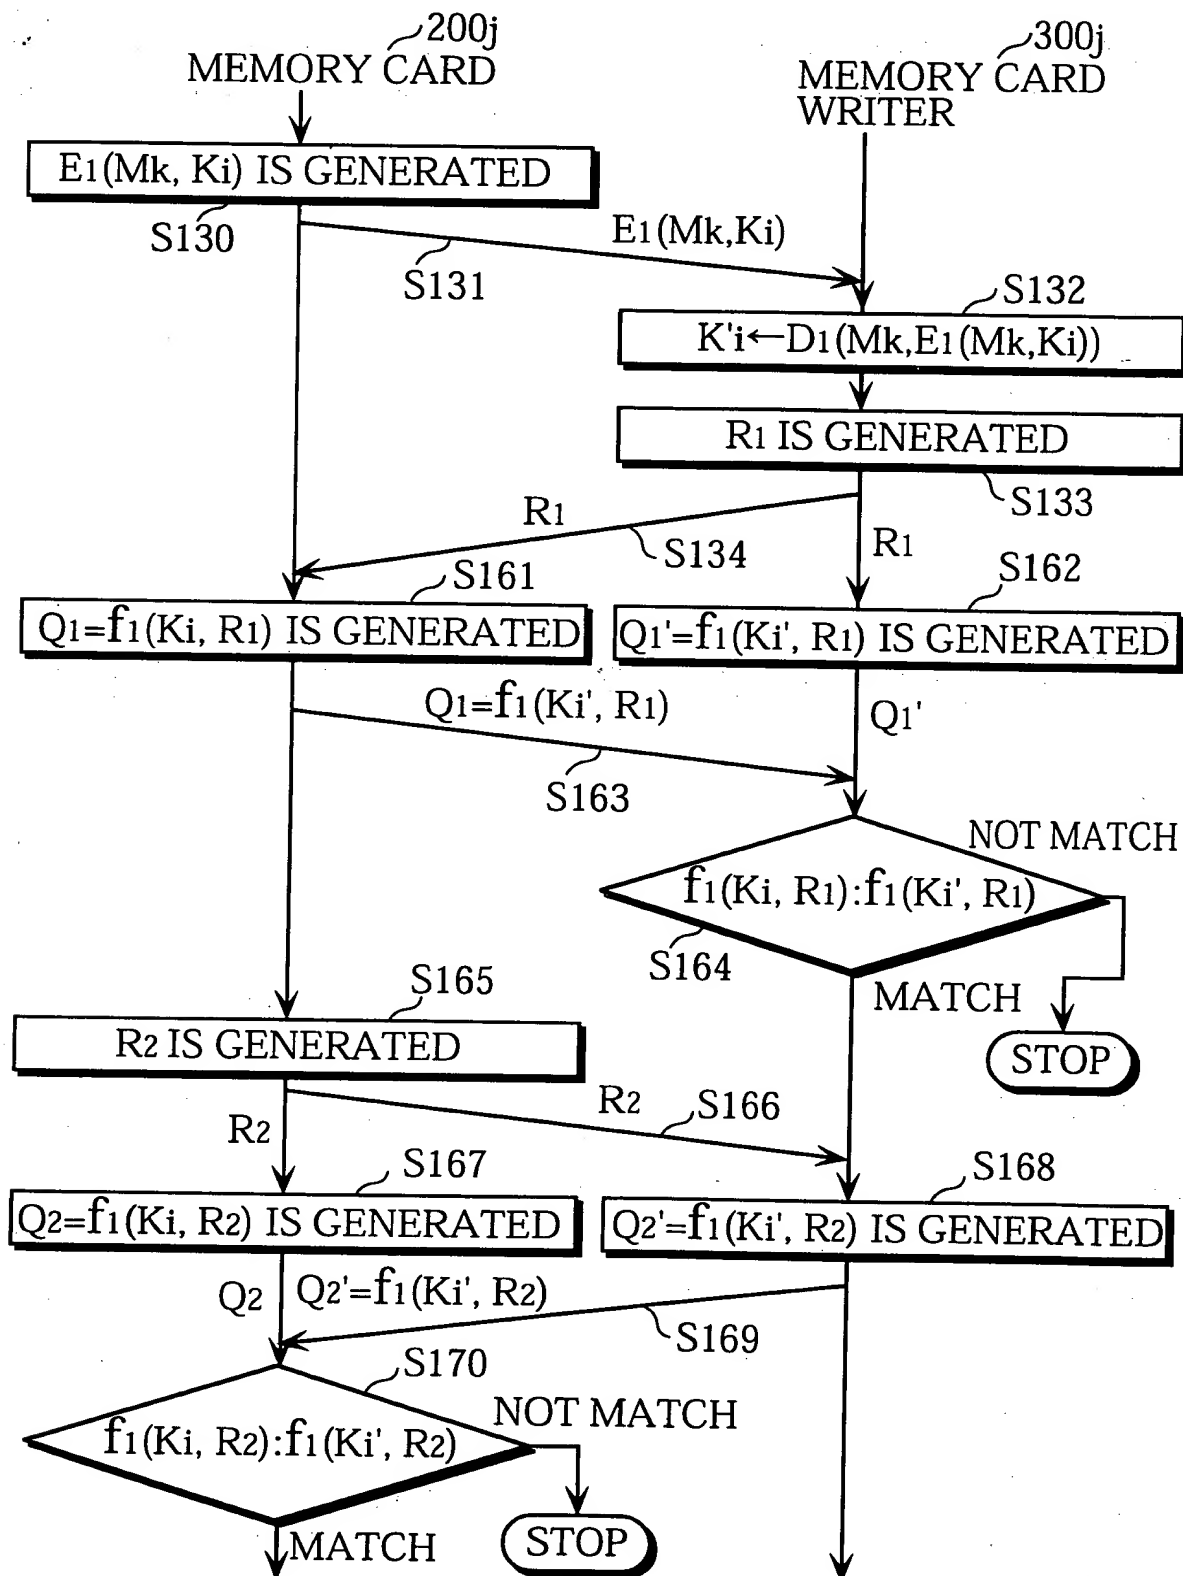 200j
MEMORY CARD
300j
MEMORY CARD
WRITER
E1(Mk, Ki) IS GENERATED
S130
E1(Mk,Ki)
S131
S132
K'i←D1(Mk,E1(Mk,Ki))
R1 IS GENERATED
S133
R1
S134
R1
S161
S162
Q1=f1(Ki, R1) IS GENERATED
Q1'=f1(Ki', R1) IS GENERATED
Q1=f1(Ki', R1)
Q1'
S163
NOT MATCH
f1(Ki, R1):f1(Ki', R1)
S164
MATCH
STOP
S165
R2 IS GENERATED
R2
R2
S166
S167
S168
Q2=f1(Ki, R2) IS GENERATED
Q2'=f1(Ki', R2) IS GENERATED
Q2
Q2'=f1(Ki', R2)
S169
S170
NOT MATCH
f1(Ki, R2):f1(Ki', R2)
STOP
MATCH